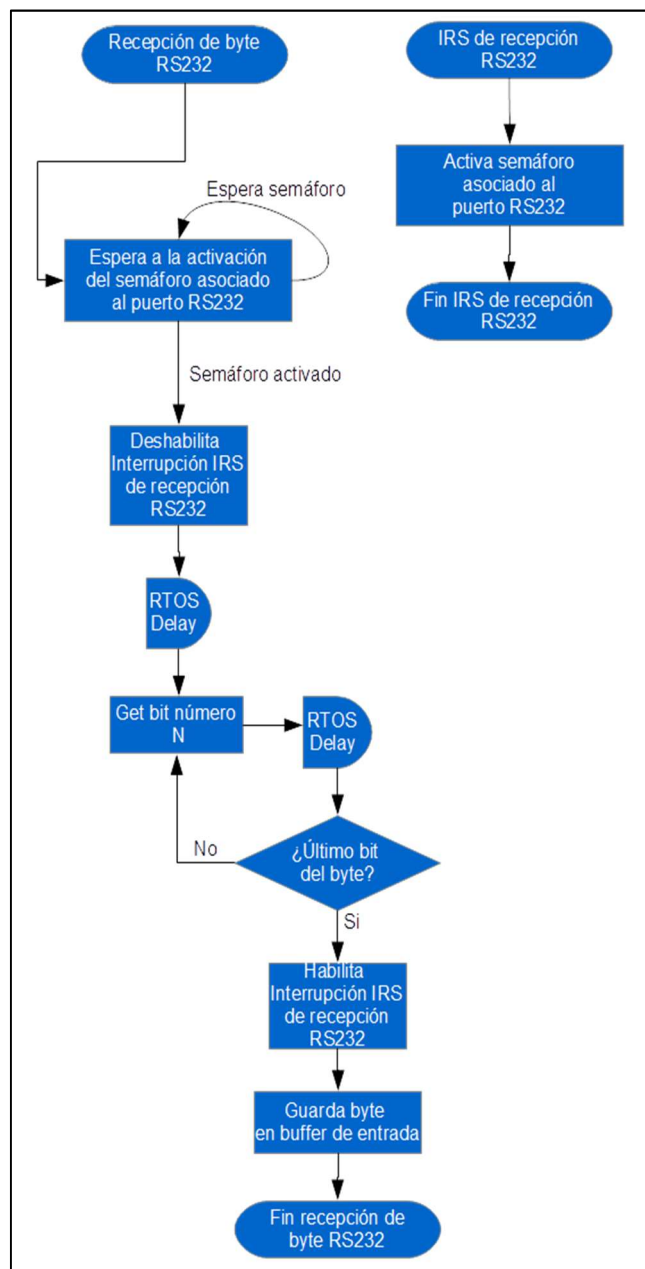 Recepción de byte
RS232
IRS de recepción
RS232
Activa semáforo
asociado al
puerto RS232
Fin IRS de recepción
RS232
Espera semáforo
Espera a la activación
del semáforo asociado
al puerto RS232
Semáforo activado
Deshabilita
Interrupción IRS
de recepción
RS232
RTOS
Delay
Get bit número
N
RTOS
Delay
¿Último bit
del byte?
No
Si
Habilita
Interrupción IRS
de recepción
RS232
Guarda byte
en buffer de entrada
Fin recepción de
byte RS232